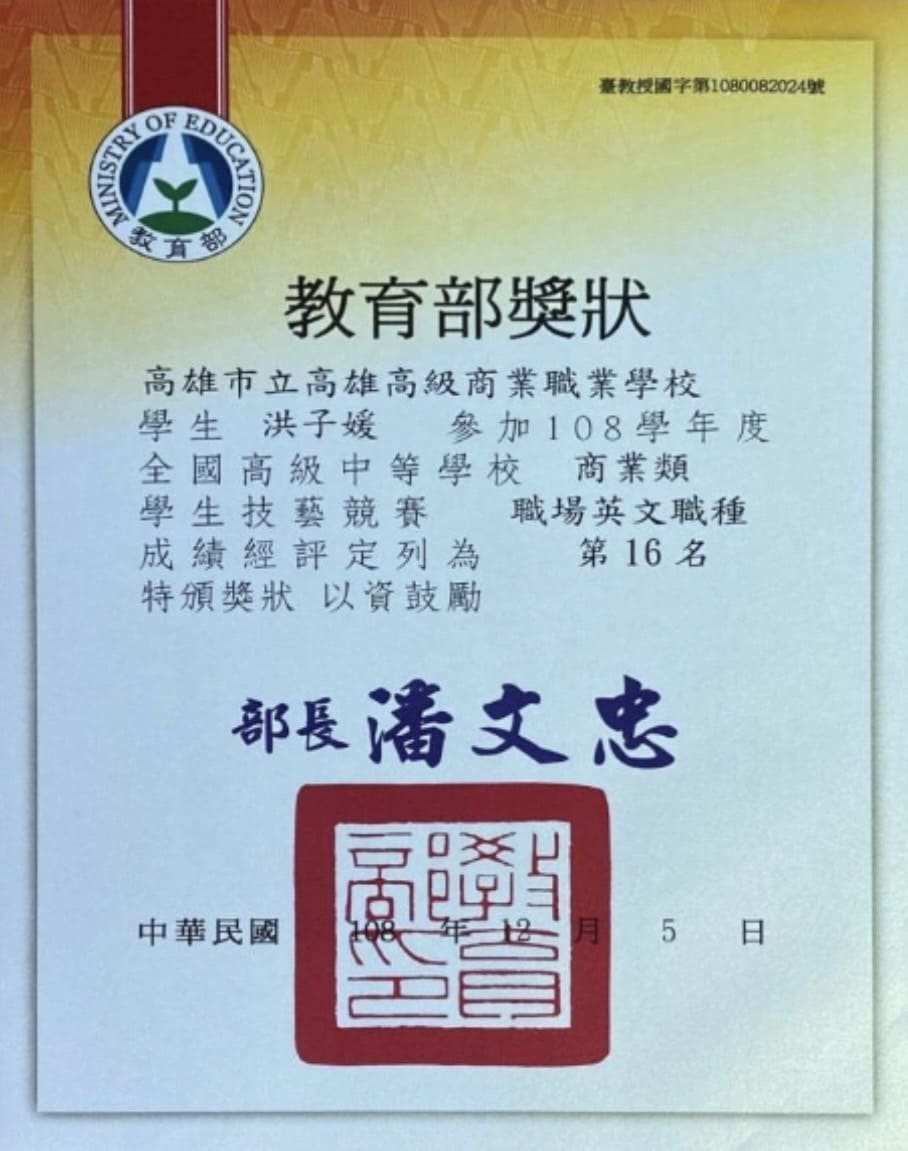 臺教授國字第1080082024號
MINISTRY OF EDUCATION
教育部
教育部獎狀
高雄市立高雄高級商業職業學校
學生 洪子媛 參加108學年度
全國高級中等學校 商業類
學生技藝競賽 職場英文職種
成績經評定列為 第16名
特頒獎狀 以資鼓勵
部長 潘文忠
中華民國 108 年 12 月 5 日